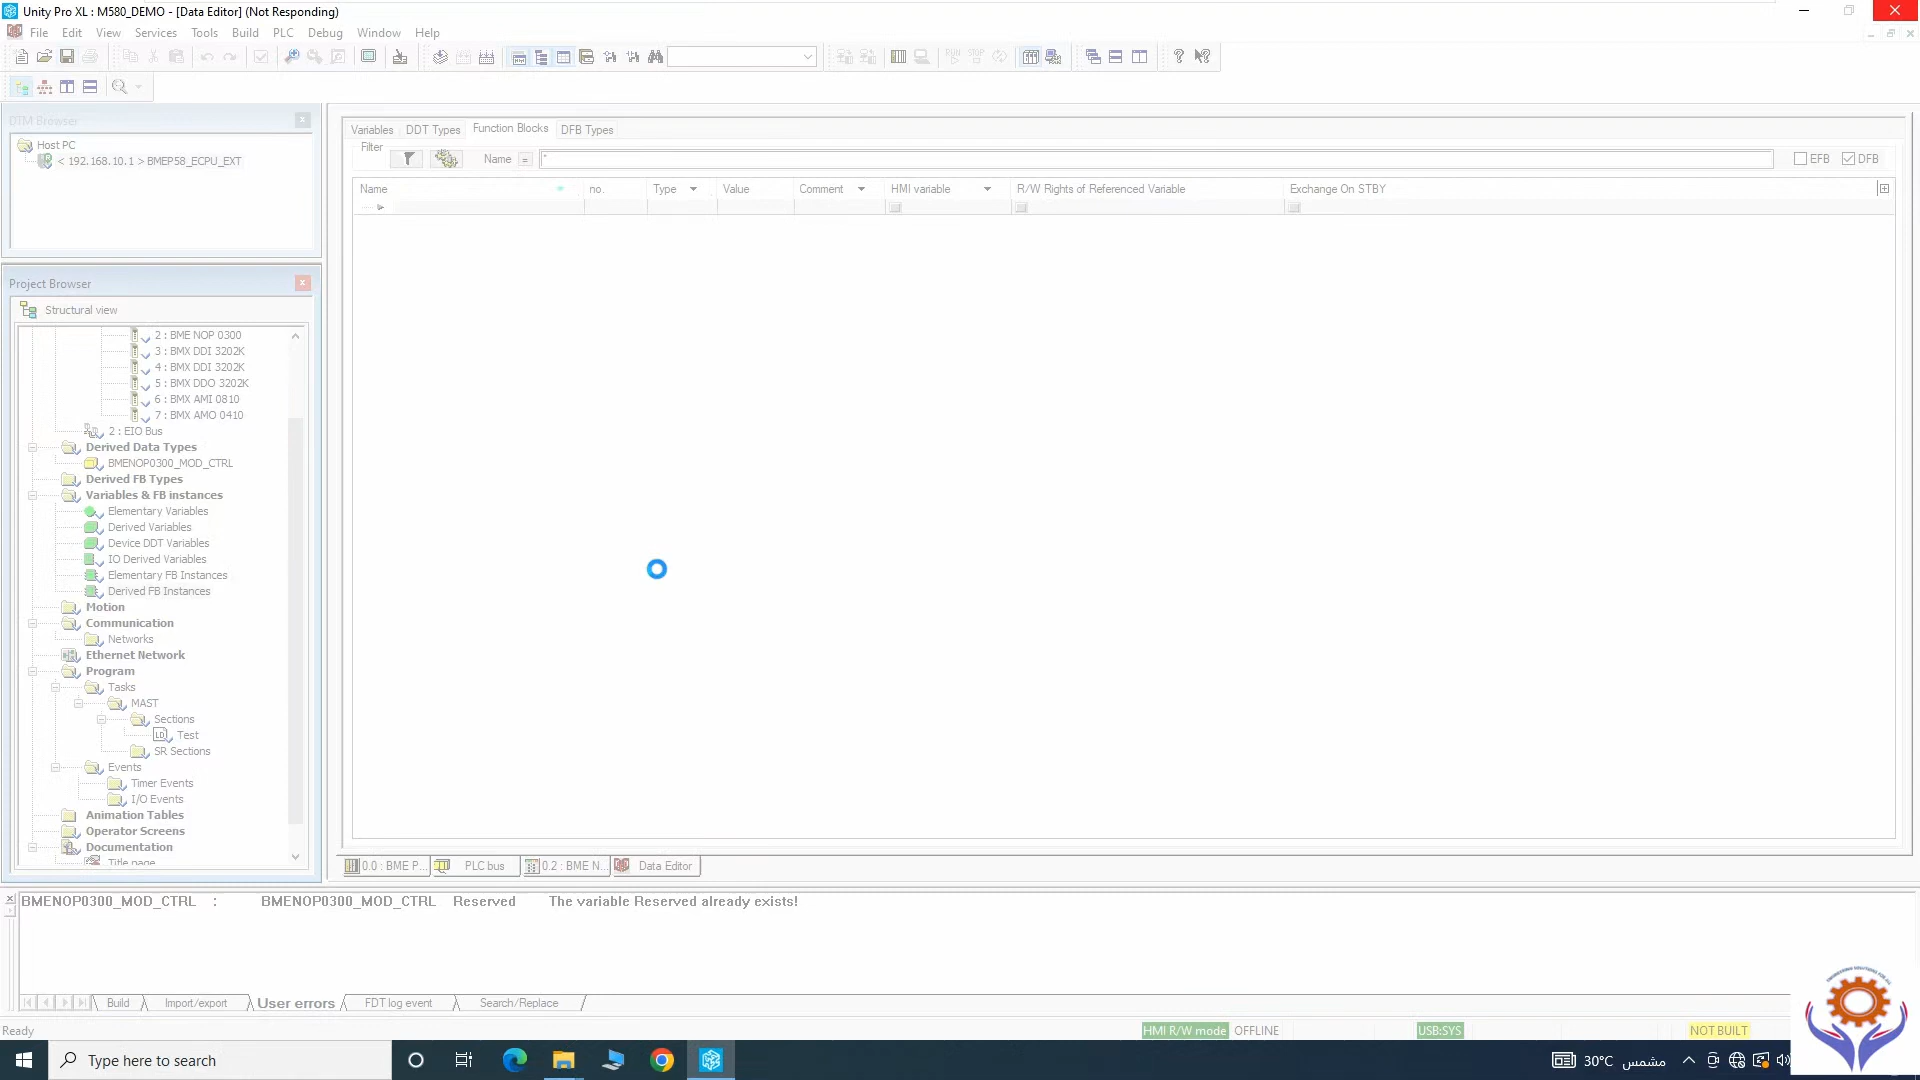 Unity Pro XL : M580_DEMO - [Data Editor] (Not Responding)
File Edit View Services Tools Build PLC Debug Window Help
DTM Browser
Host PC
< 192.168.10.1 > BMEP58_ECPU_EXT
Project Browser
Structural view
2 : BME NOP 0300
3 : BMX DDI 3202K
4 : BMX DDI 3202K
5 : BMX DDO 3202K
6 : BMX AMI 0810
7 : BMX AMO 0410
2 : EIO Bus
Derived Data Types
BMENOP0300_MOD_CTRL
Derived FB Types
Variables & FB instances
Elementary Variables
Derived Variables
Device DDT Variables
IO Derived Variables
Elementary FB Instances
Derived FB Instances
Motion
Communication
Networks
Ethernet Network
Program
Tasks
MAST
Sections
LD Test
SR Sections
Events
Timer Events
I/O Events
Animation Tables
Operator Screens
Documentation
Title page
Variables DDT Types Function Blocks DFB Types
Filter
Name = * EFB DFB
Name no. Type Value Comment HMI variable R/W Rights of Referenced Variable Exchange On STBY
0.0 : BME P... PLC bus 0.2 : BME N... Data Editor
BMENOP0300_MOD_CTRL : BMENOP0300_MOD_CTRL Reserved The variable Reserved already exists!
Build Import/export User errors FDT log event Search/Replace
Ready HMI R/W mode OFFLINE USB:SYS NOT BUILT
Type here to search 30°C مشمس